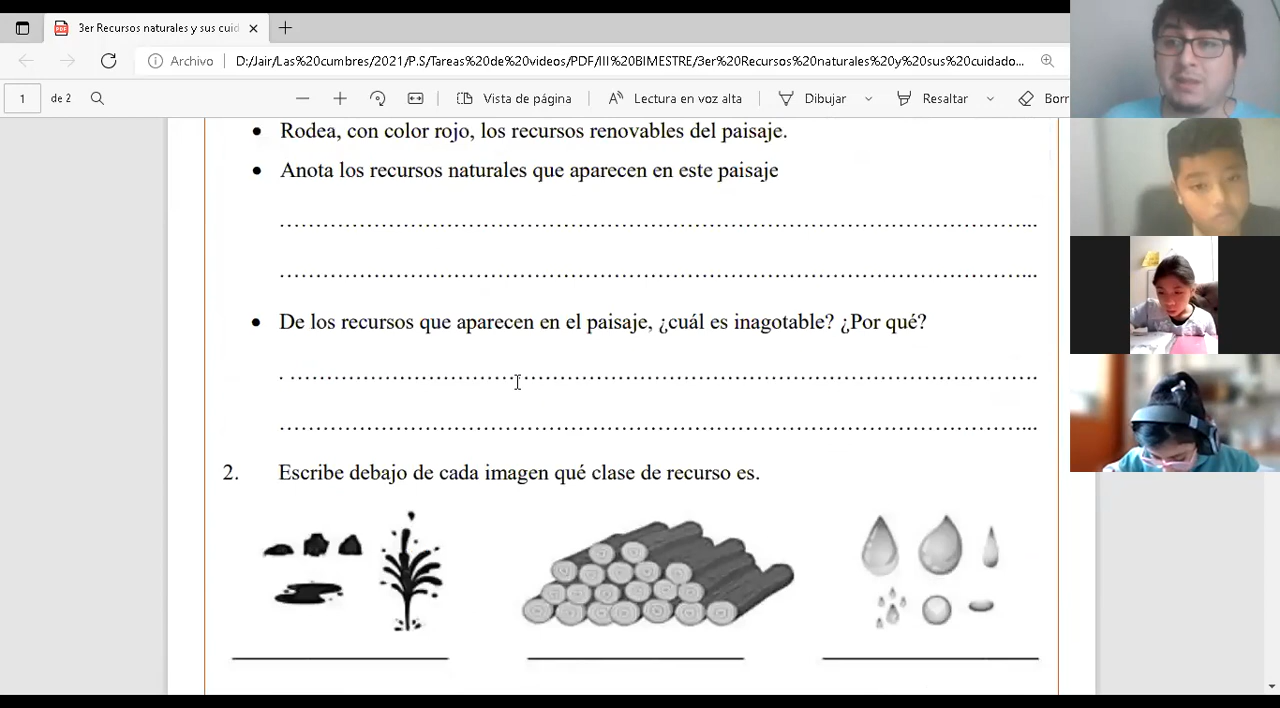 3er Recursos naturales y sus cuid
Archivo
D:/Jair/Las%20cumbres/2021/P.S/Tareas%20de%20videos/PDF/III%20BIMESTRE/3er%20Recursos%20naturales%20y%20sus%20cuidado...
1 de 2
Vista de página
Lectura en voz alta
Dibujar
Resaltar
Borr
• Rodea, con color rojo, los recursos renovables del paisaje.
• Anota los recursos naturales que aparecen en este paisaje
• De los recursos que aparecen en el paisaje, ¿cuál es inagotable? ¿Por qué?
2. Escribe debajo de cada imagen qué clase de recurso es.